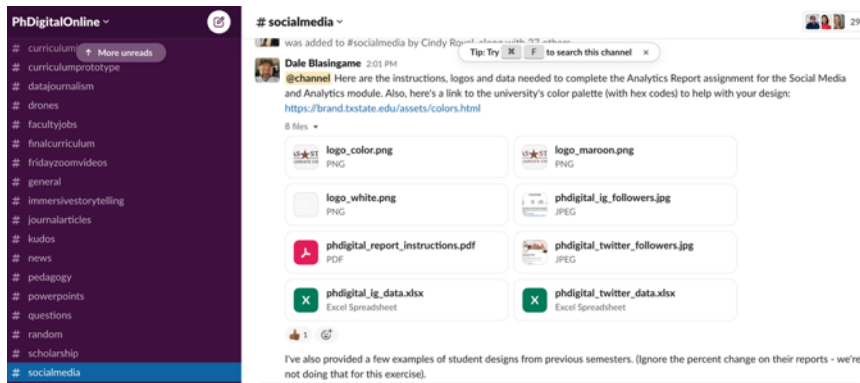 PhDigitalOnline
# curriculum
↑ More unreads
# curriculumprototype
# datajournalism
# drones
# facultyjobs
# finalcurriculum
# fridayzoomvideos
# general
# immersivestorytelling
# journalarticles
# kudos
# news
# pedagogy
# powerpoints
# questions
# random
# scholarship
# socialmedia
# socialmedia
29
was added to #socialmedia by Cindy Royal, along with 27 others
Tip: Try ⌘ F to search this channel ×
Dale Blasingame 2:01 PM
@channel Here are the instructions, logos and data needed to complete the Analytics Report assignment for the Social Media
and Analytics module. Also, here's a link to the university's color palette (with hex codes) to help with your design:
https://brand.txstate.edu/assets/colors.html
8 files
logo_color.png
PNG
logo_maroon.png
PNG
logo_white.png
PNG
phdigital_ig_followers.jpg
JPEG
phdigital_report_instructions.pdf
PDF
phdigital_twitter_followers.jpg
JPEG
X
phdigital_ig_data.xlsx
Excel Spreadsheet
X
phdigital_twitter_data.xlsx
Excel Spreadsheet
1
I've also provided a few examples of student designs from previous semesters. (Ignore the percent change on their reports - we're
not doing that for this exercise).